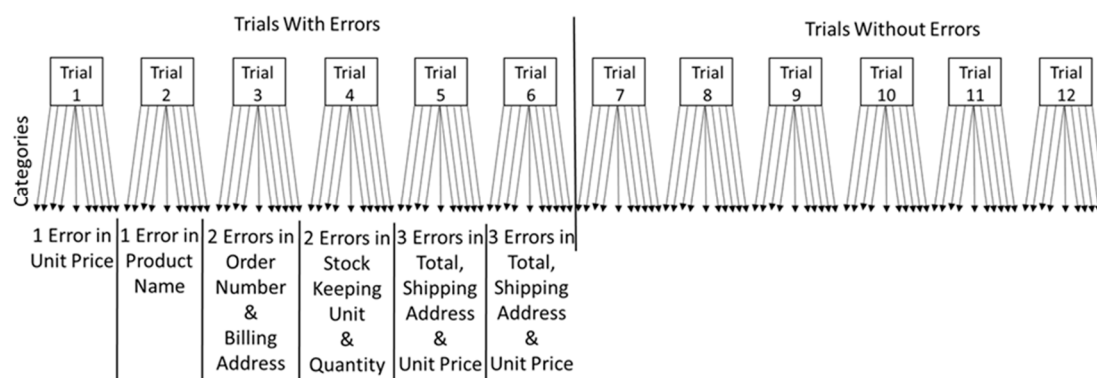 Trials With Errors
Trials Without Errors
Trial
1
Trial
2
Trial
3
Trial
4
Trial
5
Trial
6
Trial
7
Trial
8
Trial
9
Trial
10
Trial
11
Trial
12
Categories
1 Error in
Unit Price
1 Error in
Product
Name
2 Errors in
Order
Number
&
Billing
Address
2 Errors in
Stock
Keeping
Unit
&
Quantity
3 Errors in
Total,
Shipping
Address
&
Unit Price
3 Errors in
Total,
Shipping
Address
&
Unit Price